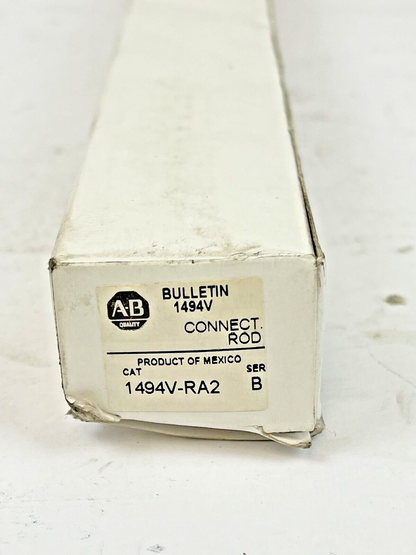 AB
QUALITY
BULLETIN
1494V
CONNECT.
ROD
PRODUCT OF MEXICO
CAT SER
1494V-RA2 B